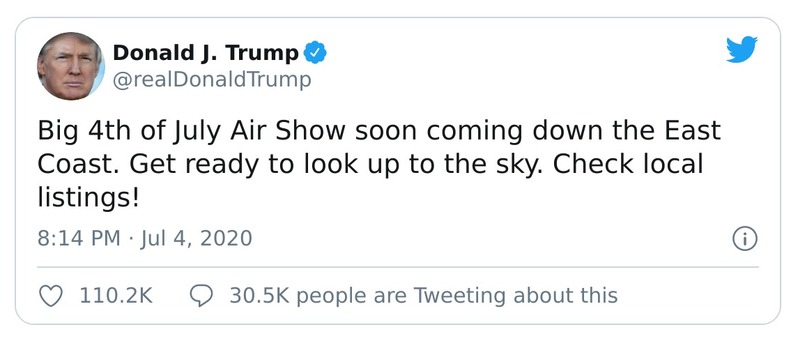 Donald J. Trump
@realDonaldTrump
Big 4th of July Air Show soon coming down the East
Coast. Get ready to look up to the sky. Check local
listings!
8:14 PM · Jul 4, 2020
110.2K 30.5K people are Tweeting about this